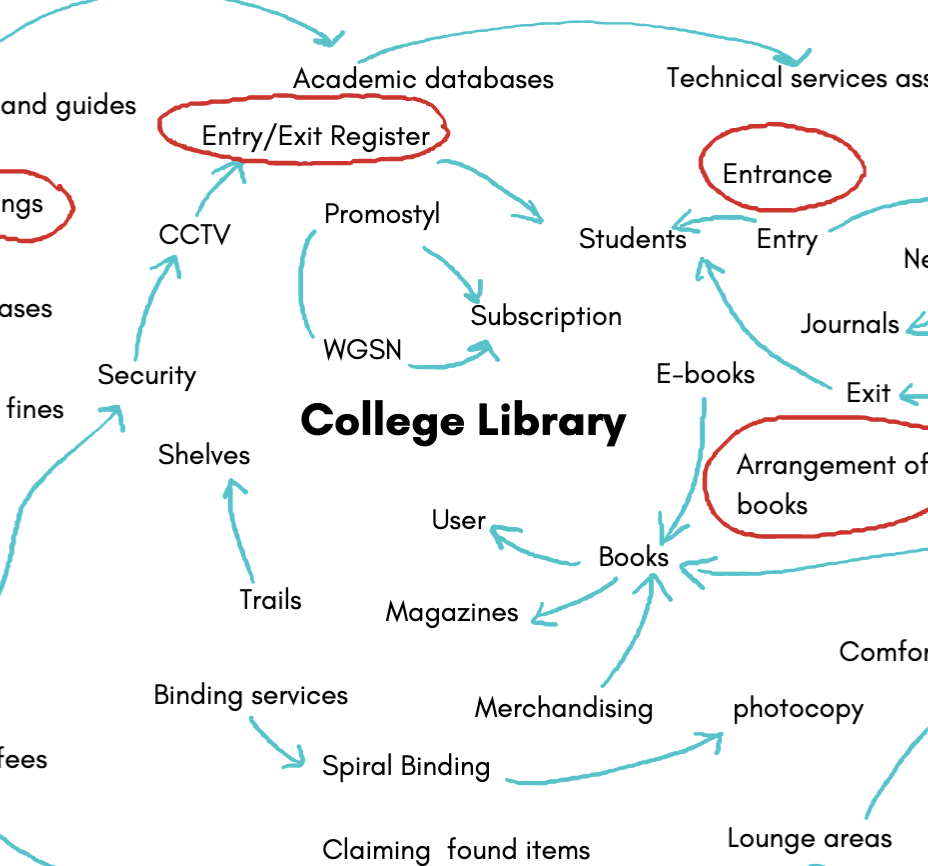 Academic databases
Technical services ass
and guides
Entry/Exit Register
Entrance
ngs
Promostyl
CCTV
Students
Entry
Ne
ases
Subscription
Journals
WGSN
Security
E-books
Exit
fines
College Library
Shelves
Arrangement of
books
User
Books
Trails
Magazines
Comfor
Binding services
Merchandising
photocopy
fees
Spiral Binding
Lounge areas
Claiming found items